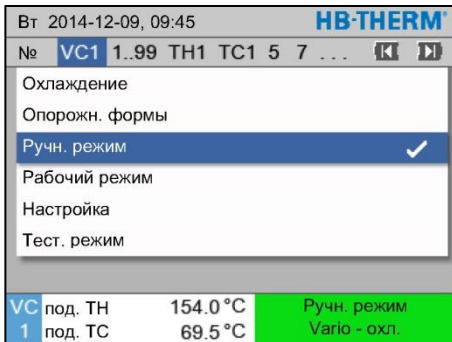 Вт 2014-12-09, 09:45 HB-THERM®
№ VC1 1..99 TH1 TC1 5 7 ...
Охлаждение
Опорожн. формы
Ручн. режим
Рабочий режим
Настройка
Тест. режим
VC под. TH 154.0 °C Ручн. режим
1 под. TC 69.5 °C Vario - охл.